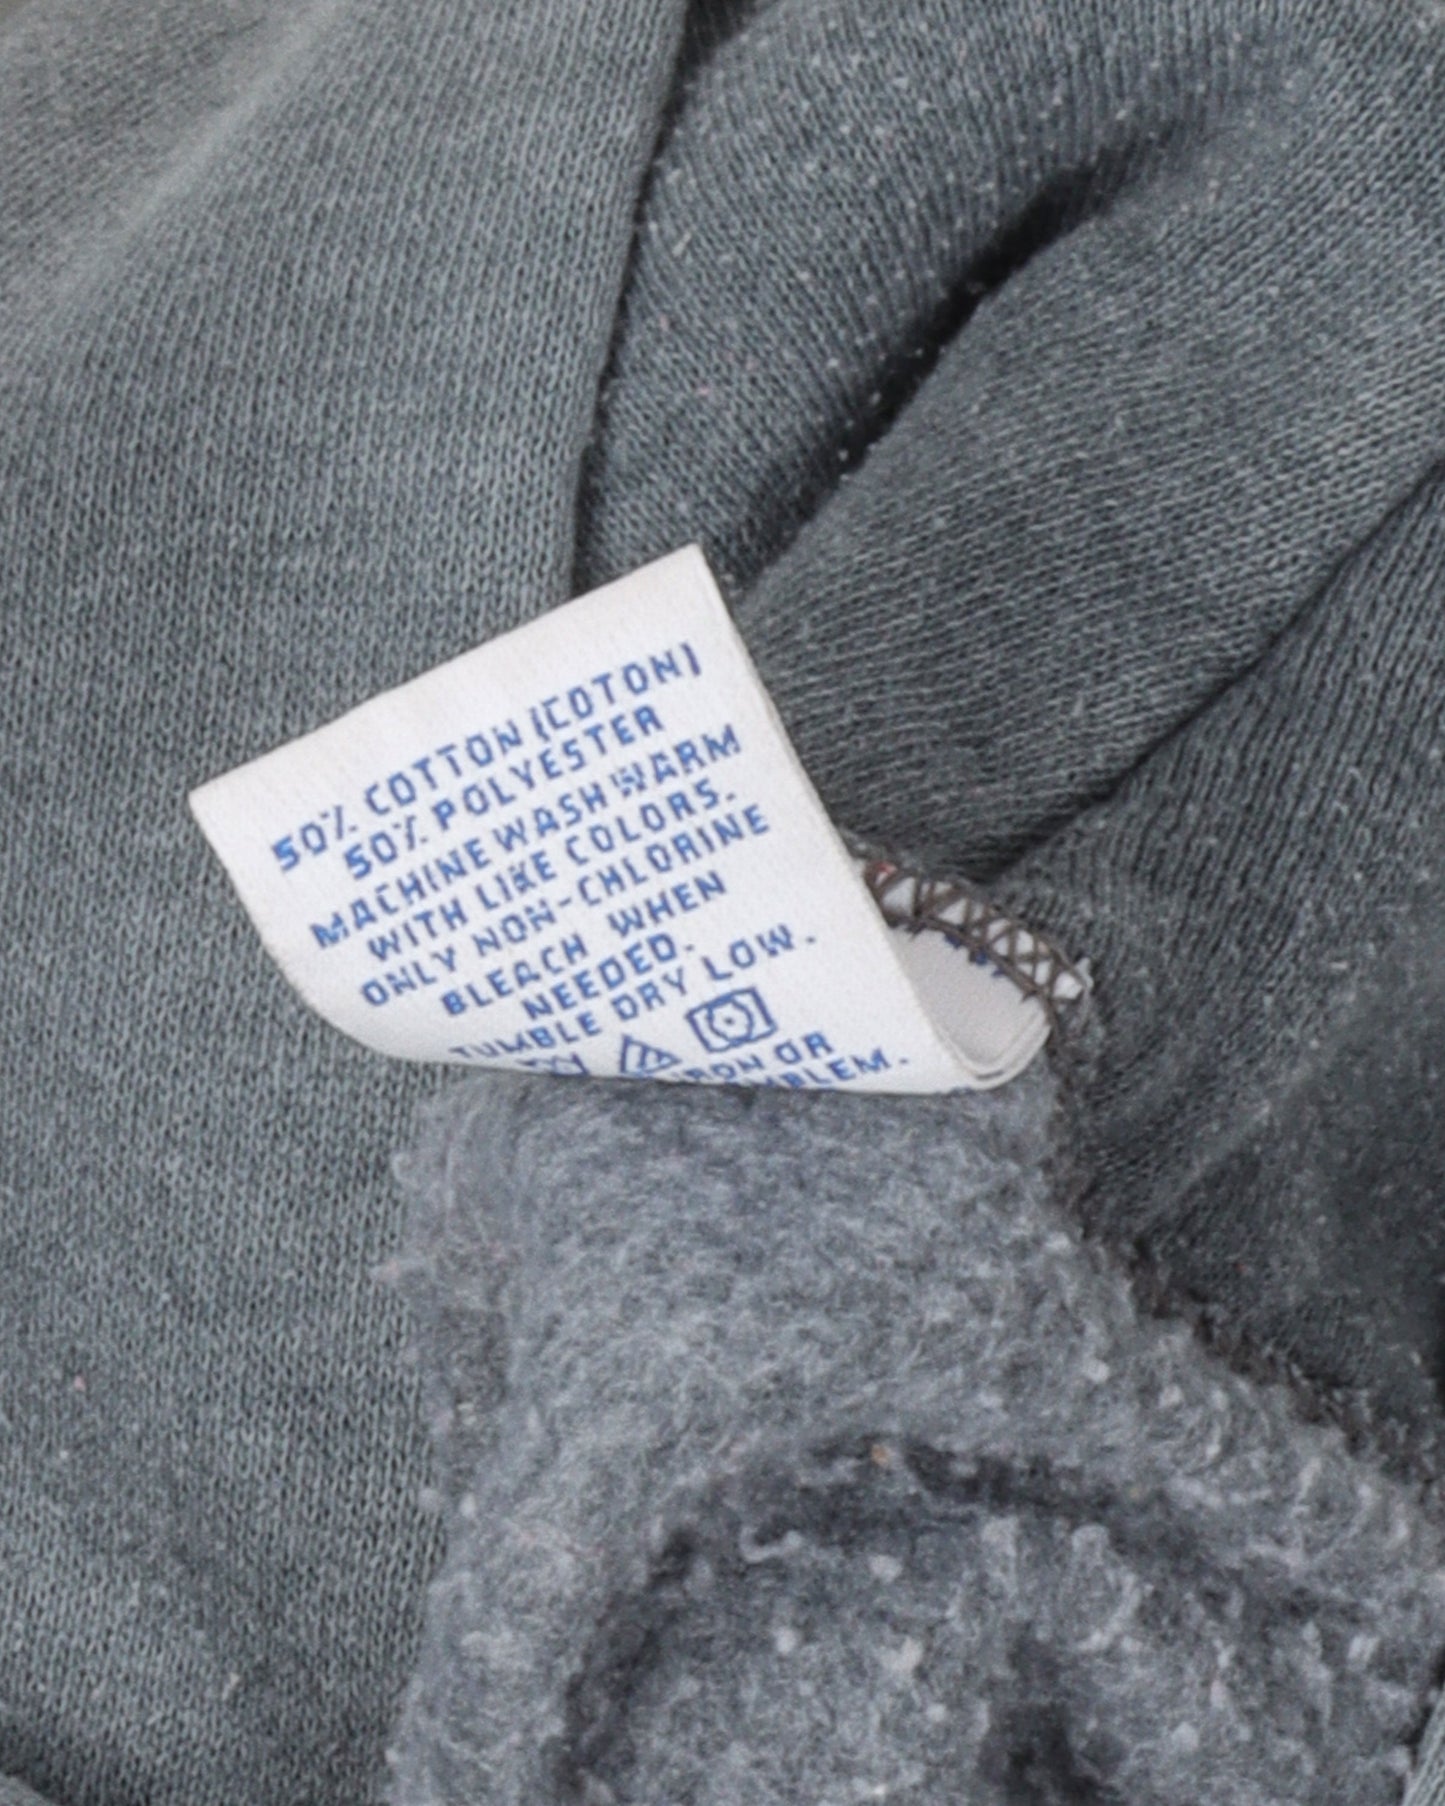 50% COTTON (COTON)
50% POLYESTER
MACHINE WASH WARM
WITH LIKE COLORS.
ONLY NON-CHLORINE
BLEACH WHEN
NEEDED.
TUMBLE DRY LOW.
OR